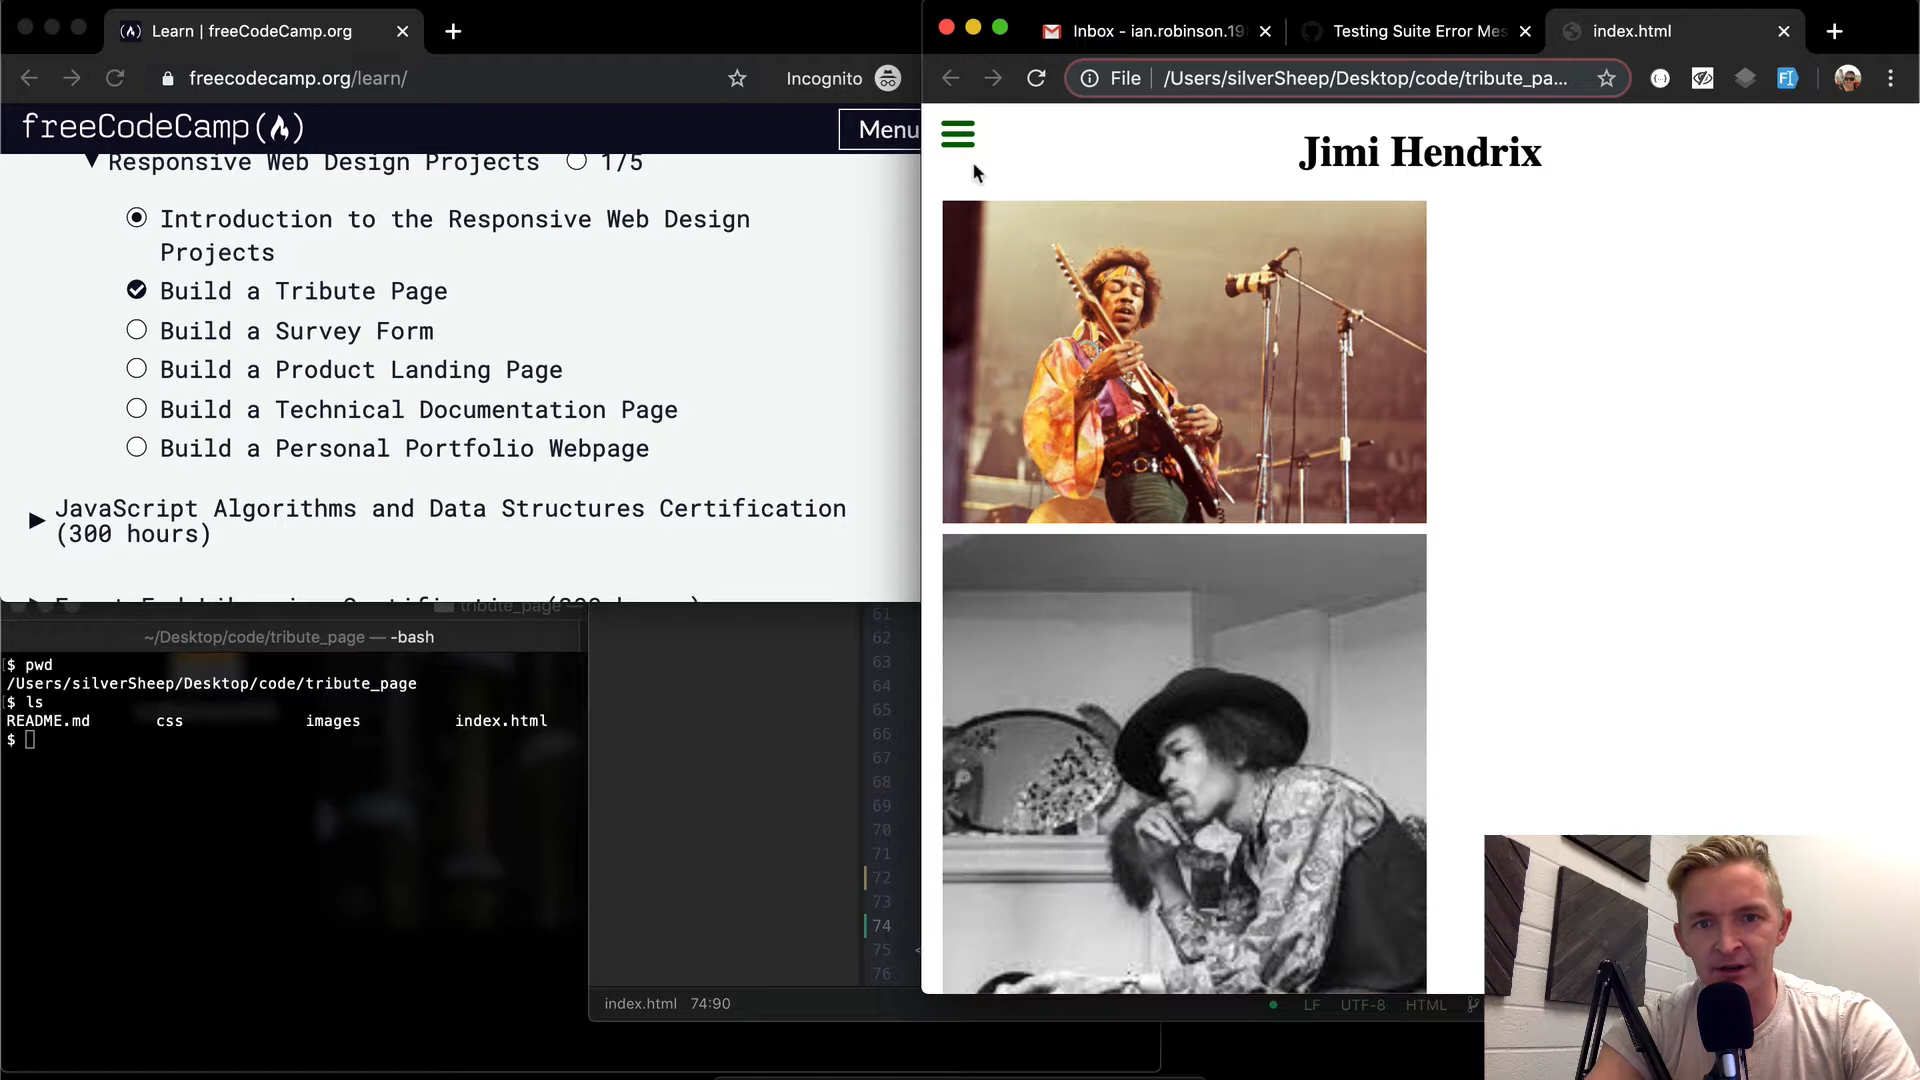 Learn | freeCodeCamp.org
freecodecamp.org/learn/
Incognito
freeCodeCamp
Menu
Responsive Web Design Projects 1/5
Introduction to the Responsive Web Design
Projects
Build a Tribute Page
Build a Survey Form
Build a Product Landing Page
Build a Technical Documentation Page
Build a Personal Portfolio Webpage
JavaScript Algorithms and Data Structures Certification
(300 hours)
tribute_page —
~/Desktop/code/tribute_page — -bash
$ pwd
/Users/silverSheep/Desktop/code/tribute_page
$ ls
README.md css images index.html
$
61
62
63
64
65
66
67
68
69
70
71
72
73
74
75 <
76
index.html 74:90
LF UTF-8 HTML
Inbox - ian.robinson.19
Testing Suite Error Mes
index.html
File /Users/silverSheep/Desktop/code/tribute_pa...
Jimi Hendrix